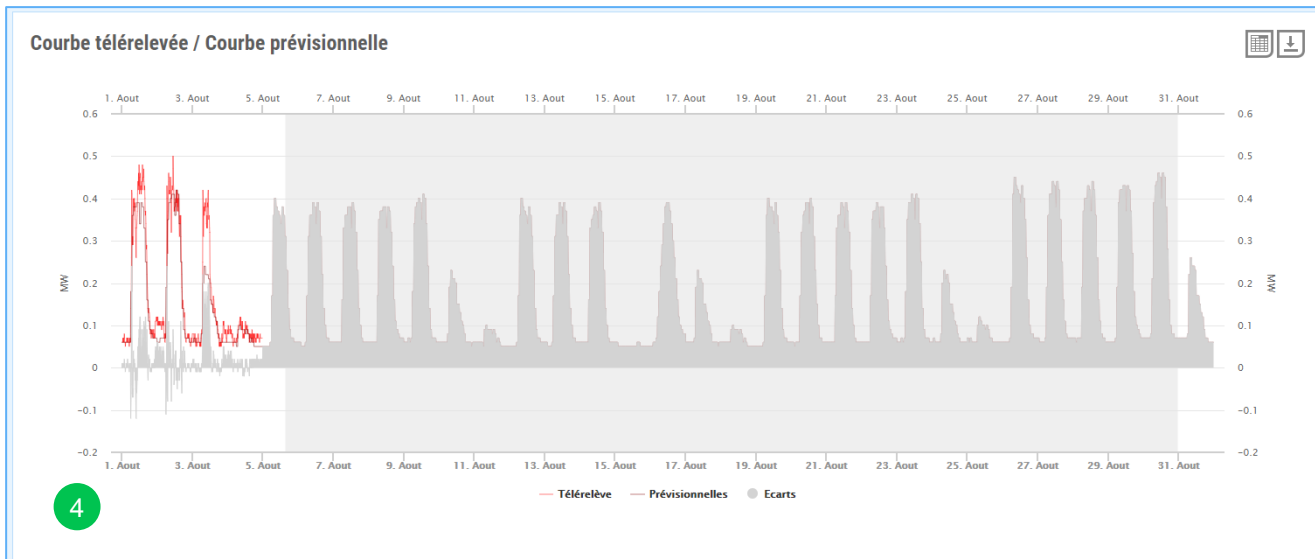 Courbe télérelevée / Courbe prévisionnelle
1. Aout 3. Aout 5. Aout 7. Aout 9. Aout 11. Aout 13. Aout 15. Aout 17. Aout 19. Aout 21. Aout 23. Aout 25. Aout 27. Aout 29. Aout 31. Aout
0.6 0.6
0.5 0.5
0.4 0.4
0.3 0.3
MW MW
0.2 0.2
0.1 0.1
0 0
-0.1 -0.1
-0.2 -0.2
1. Aout 3. Aout 5. Aout 7. Aout 9. Aout 11. Aout 13. Aout 15. Aout 17. Aout 19. Aout 21. Aout 23. Aout 25. Aout 27. Aout 29. Aout 31. Aout
Télérelève Prévisionnelles Ecarts
4